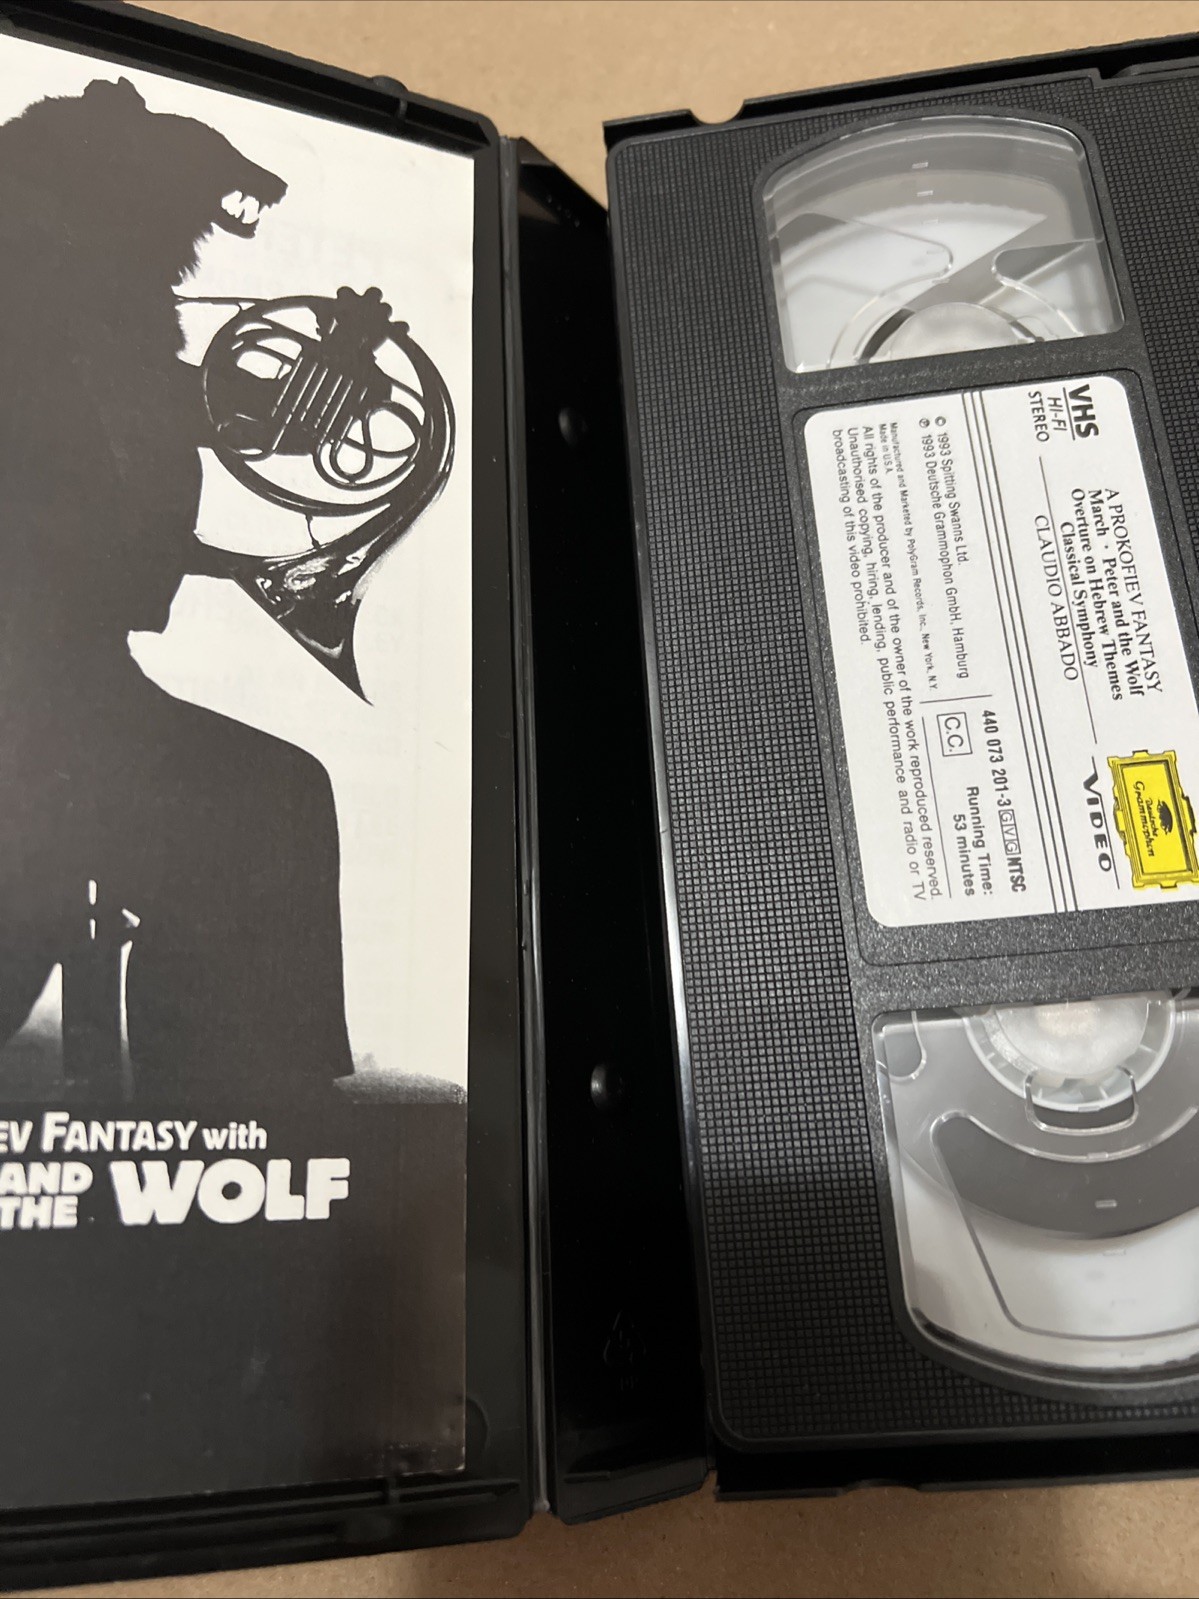 EV FANTASY with
AND
THE WOLF
VHS
HI-FI
STEREO
A PROKOFIEV FANTASY
March · Peter and the Wolf
Overture on Hebrew Themes
Classical Symphony
CLAUDIO ABBADO
Deutsche
Grammophon
VIDEO
© 1993 Spitting Swanns Ltd.
℗ 1993 Deutsche Grammophon GmbH, Hamburg
440 073 201-3 GVG NTSC
C.C.
Running Time:
53 minutes
Manufactured and Marketed by PolyGram Records, Inc., New York, N.Y.
Made in U.S.A.
All rights of the producer and of the owner of the work reproduced reserved.
Unauthorised copying, hiring, lending, public performance and radio or TV
broadcasting of this video prohibited.